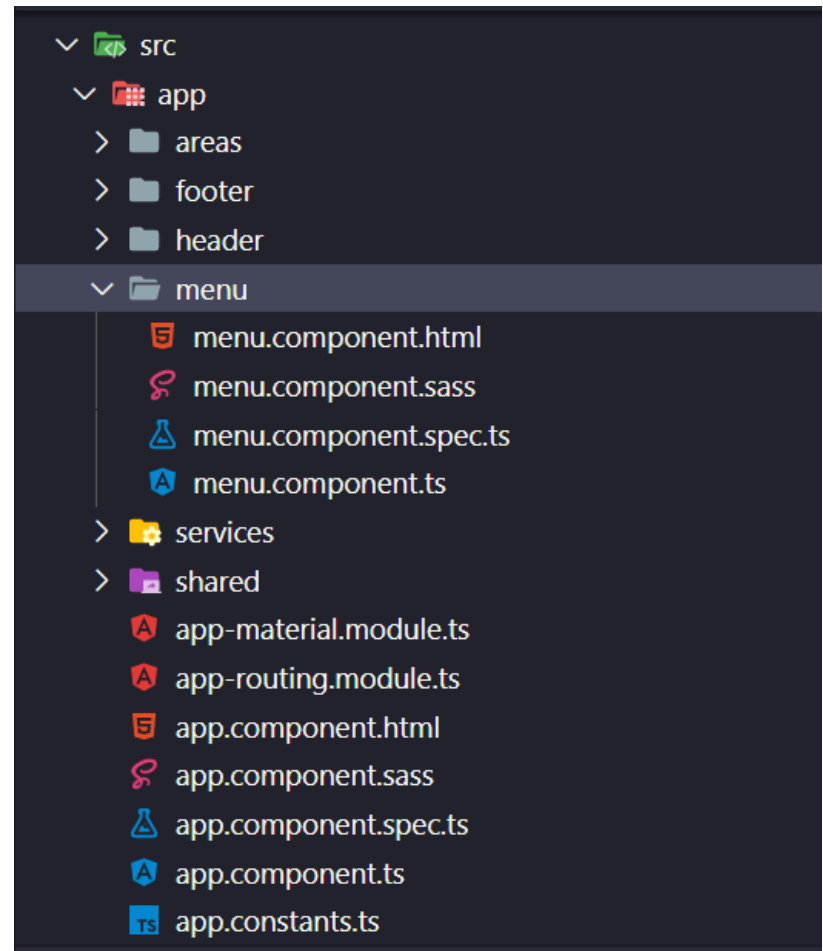 src
app
areas
footer
header
menu
menu.component.html
menu.component.sass
menu.component.spec.ts
menu.component.ts
services
shared
app-material.module.ts
app-routing.module.ts
app.component.html
app.component.sass
app.component.spec.ts
app.component.ts
TS app.constants.ts